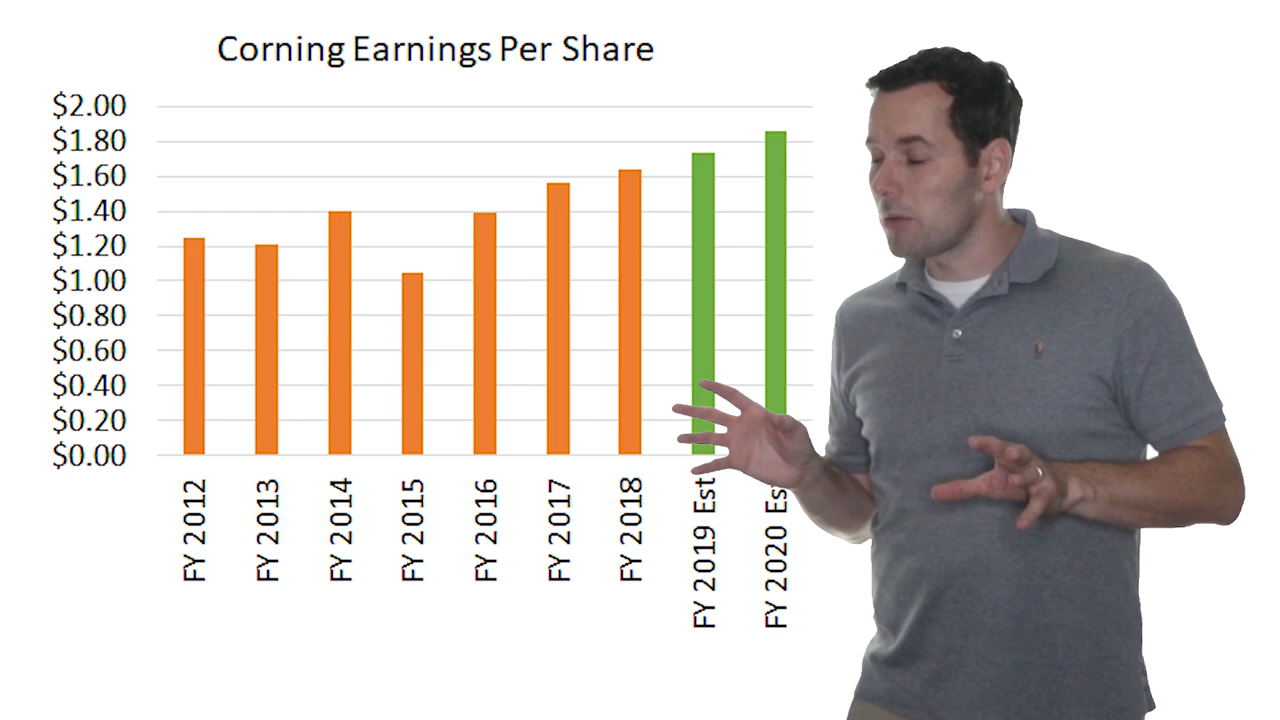 Corning Earnings Per Share
$2.00
$1.80
$1.60
$1.40
$1.20
$1.00
$0.80
$0.60
$0.40
$0.20
$0.00
FY 2012
FY 2013
FY 2014
FY 2015
FY 2016
FY 2017
FY 2018
FY 2019 Est
FY 2020 Est